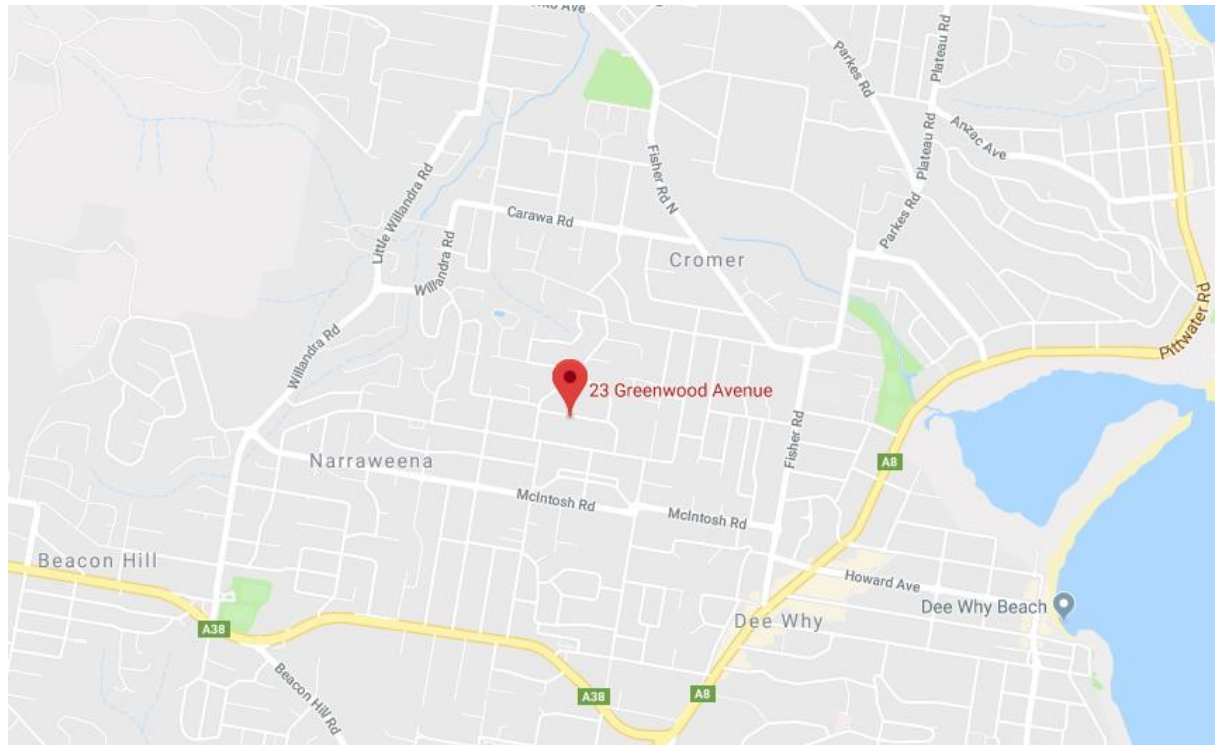 Parkes Rd
Plateau Rd
Anzac Ave
Plateau Rd
Fisher Rd N
Little Willandra Rd
Carawa Rd
Parkes Rd
Willandra Rd
Cromer
Pittwater Rd
Willandra Rd
23 Greenwood Avenue
Fisher Rd
Narraweena
A8
McIntosh Rd
McIntosh Rd
Beacon Hill
Howard Ave
Dee Why Beach
Dee Why
A38
Beacon Hill Rd
A38
A8